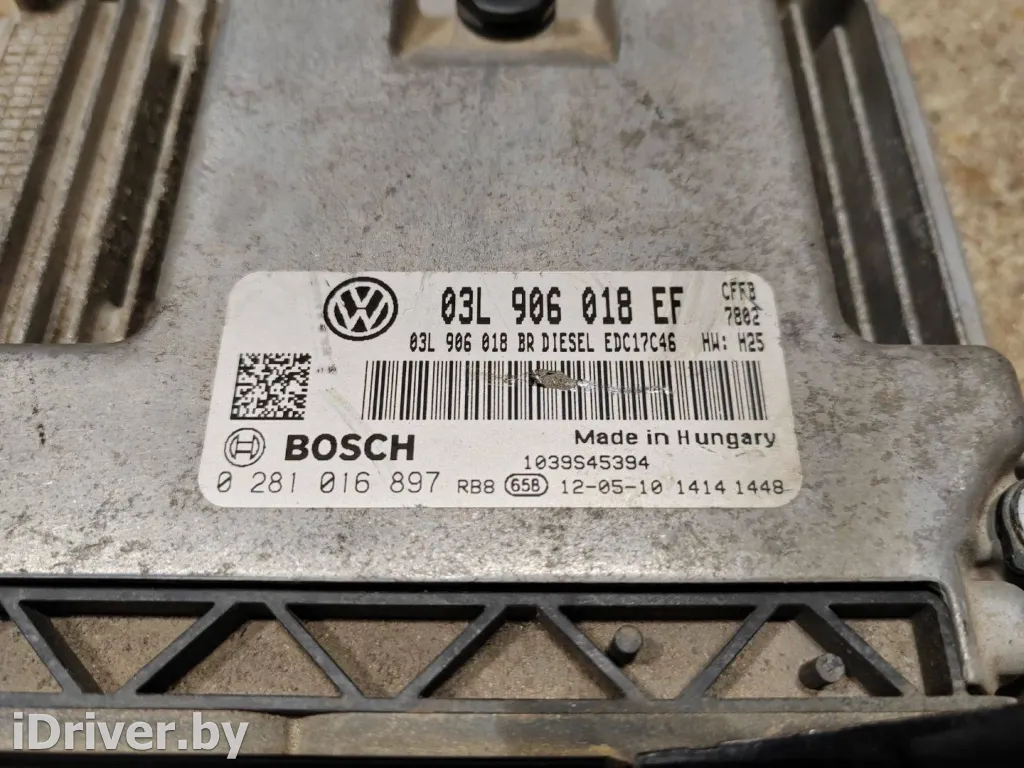 03L 906 018 EF
CFFB
7802
03L 906 018 BR DIESEL EDC17C46 HW: H25
BOSCH
Made in Hungary
1039S45394
0 281 016 897 RB8 65B 12-05-10 1414 1448
iDriver.by